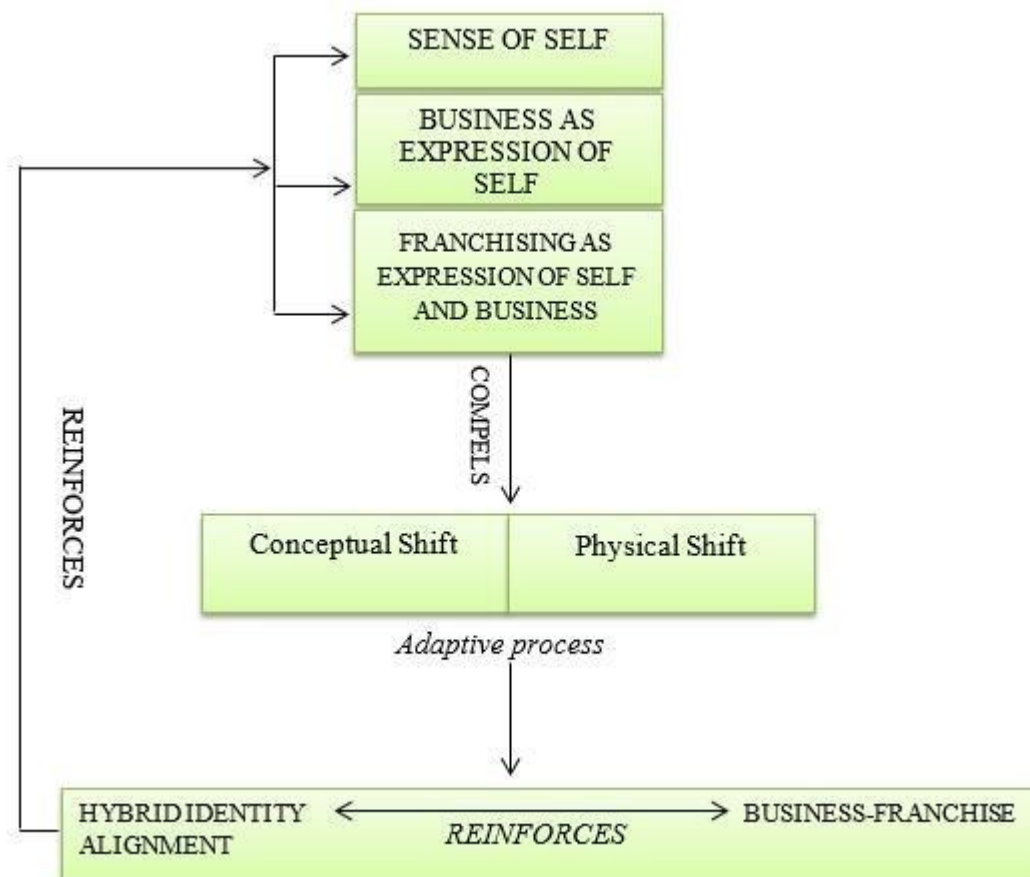 SENSE OF SELF
BUSINESS AS
EXPRESSION OF
SELF
FRANCHISING AS
EXPRESSION OF SELF
AND BUSINESS
COMPELS
REINFORCES
Conceptual Shift
Physical Shift
Adaptive process
HYBRID IDENTITY
ALIGNMENT
REINFORCES
BUSINESS-FRANCHISE